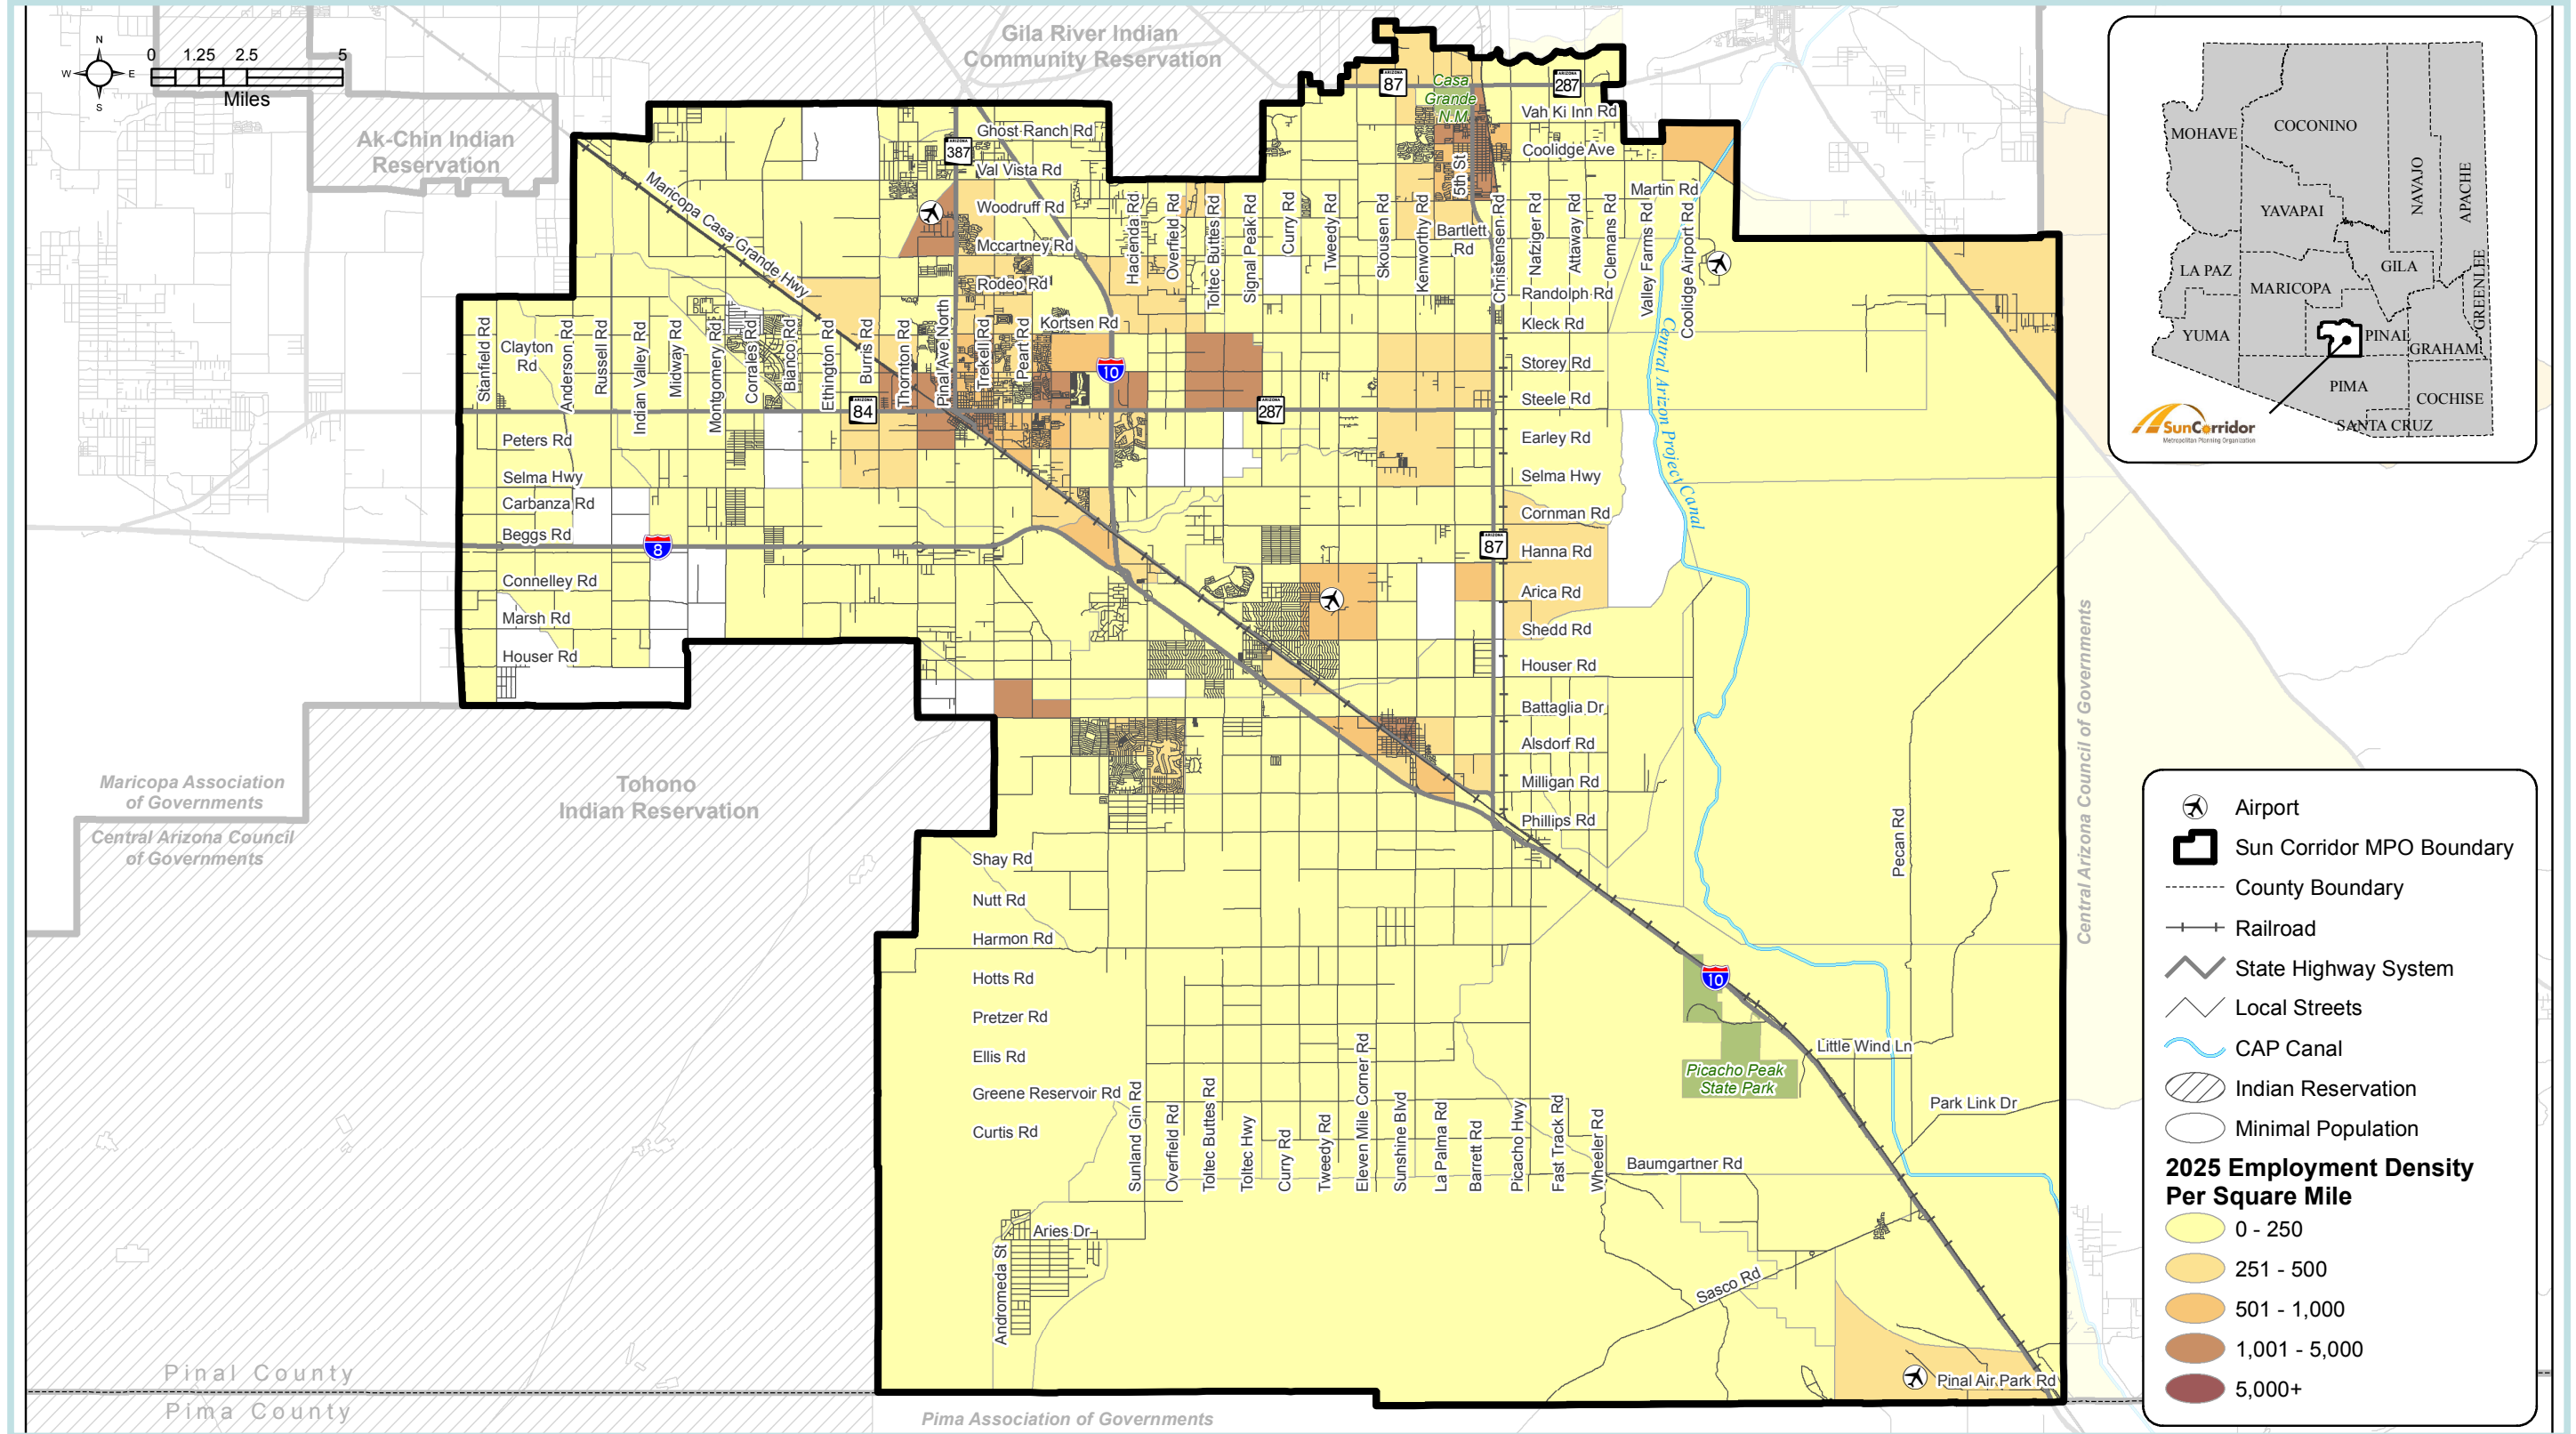 N
W
E
S
0 1.25 2.5 5
Miles
Gila River Indian
Community Reservation
Ak-Chin Indian
Reservation
ARIZONA
87
Casa
Grande
N.M.
ARIZONA
287
Vah Ki Inn Rd
Coolidge Ave
Ghost Ranch Rd
ARIZONA
387
Val Vista Rd
Maricopa Casa Grande Hwy
Woodruff Rd
Mccartney Rd
Rodeo Rd
Kortsen Rd
Hacienda Rd
Overfield Rd
Toltec Buttes Rd
Signal Peak Rd
Curry Rd
Tweedy Rd
Skousen Rd
Kenworthy Rd
5th St
Bartlett
Rd
Christensen Rd
Nafziger Rd
Attaway Rd
Clemans Rd
Martin Rd
Valley Farms Rd
Coolidge Airport Rd
Randolph Rd
Kleck Rd
Storey Rd
Steele Rd
Earley Rd
Selma Hwy
Cornman Rd
Hanna Rd
Arica Rd
Shedd Rd
Houser Rd
Battaglia Dr
Alsdorf Rd
Milligan Rd
Phillips Rd
Central Arizon Project Canal
Stanfield Rd
Clayton
Rd
Anderson Rd
Russell Rd
Indian Valley Rd
Midway Rd
Montgomery Rd
Corrales Rd
Bianco Rd
Ethington Rd
Burris Rd
Thornton Rd
Pinal Ave North
Trekell Rd
Peart Rd
10
ARIZONA
84
ARIZONA
287
Peters Rd
Selma Hwy
Carbanza Rd
Beggs Rd
8
ARIZONA
87
Connelley Rd
Marsh Rd
Houser Rd
Maricopa Association
of Governments
Central Arizona Council
of Governments
Tohono
Indian Reservation
Shay Rd
Nutt Rd
Harmon Rd
Hotts Rd
Pretzer Rd
Ellis Rd
Greene Reservoir Rd
Curtis Rd
Sunland Gin Rd
Overfield Rd
Toltec Buttes Rd
Toltec Hwy
Curry Rd
Tweedy Rd
Eleven Mile Corner Rd
Sunshine Blvd
La Palma Rd
Barrett Rd
Picacho Hwy
Fast Track Rd
Wheeler Rd
10
Picacho Peak
State Park
Pecan Rd
Little Wind Ln
Park Link Dr
Baumgartner Rd
Sasco Rd
Aries Dr
Andromeda St
Pinal Air Park Rd
Central Arizona Council of Governments
Pinal County
Pima County
Pima Association of Governments
MOHAVE
COCONINO
NAVAJO
APACHE
YAVAPAI
LA PAZ
GILA
MARICOPA
GREENLEE
YUMA
PINAL
GRAHAM
PIMA
COCHISE
SANTA CRUZ
SunCorridor
Metropolitan Planning Organization
Airport
Sun Corridor MPO Boundary
County Boundary
Railroad
State Highway System
Local Streets
CAP Canal
Indian Reservation
Minimal Population
2025 Employment Density
Per Square Mile
0 - 250
251 - 500
501 - 1,000
1,001 - 5,000
5,000+